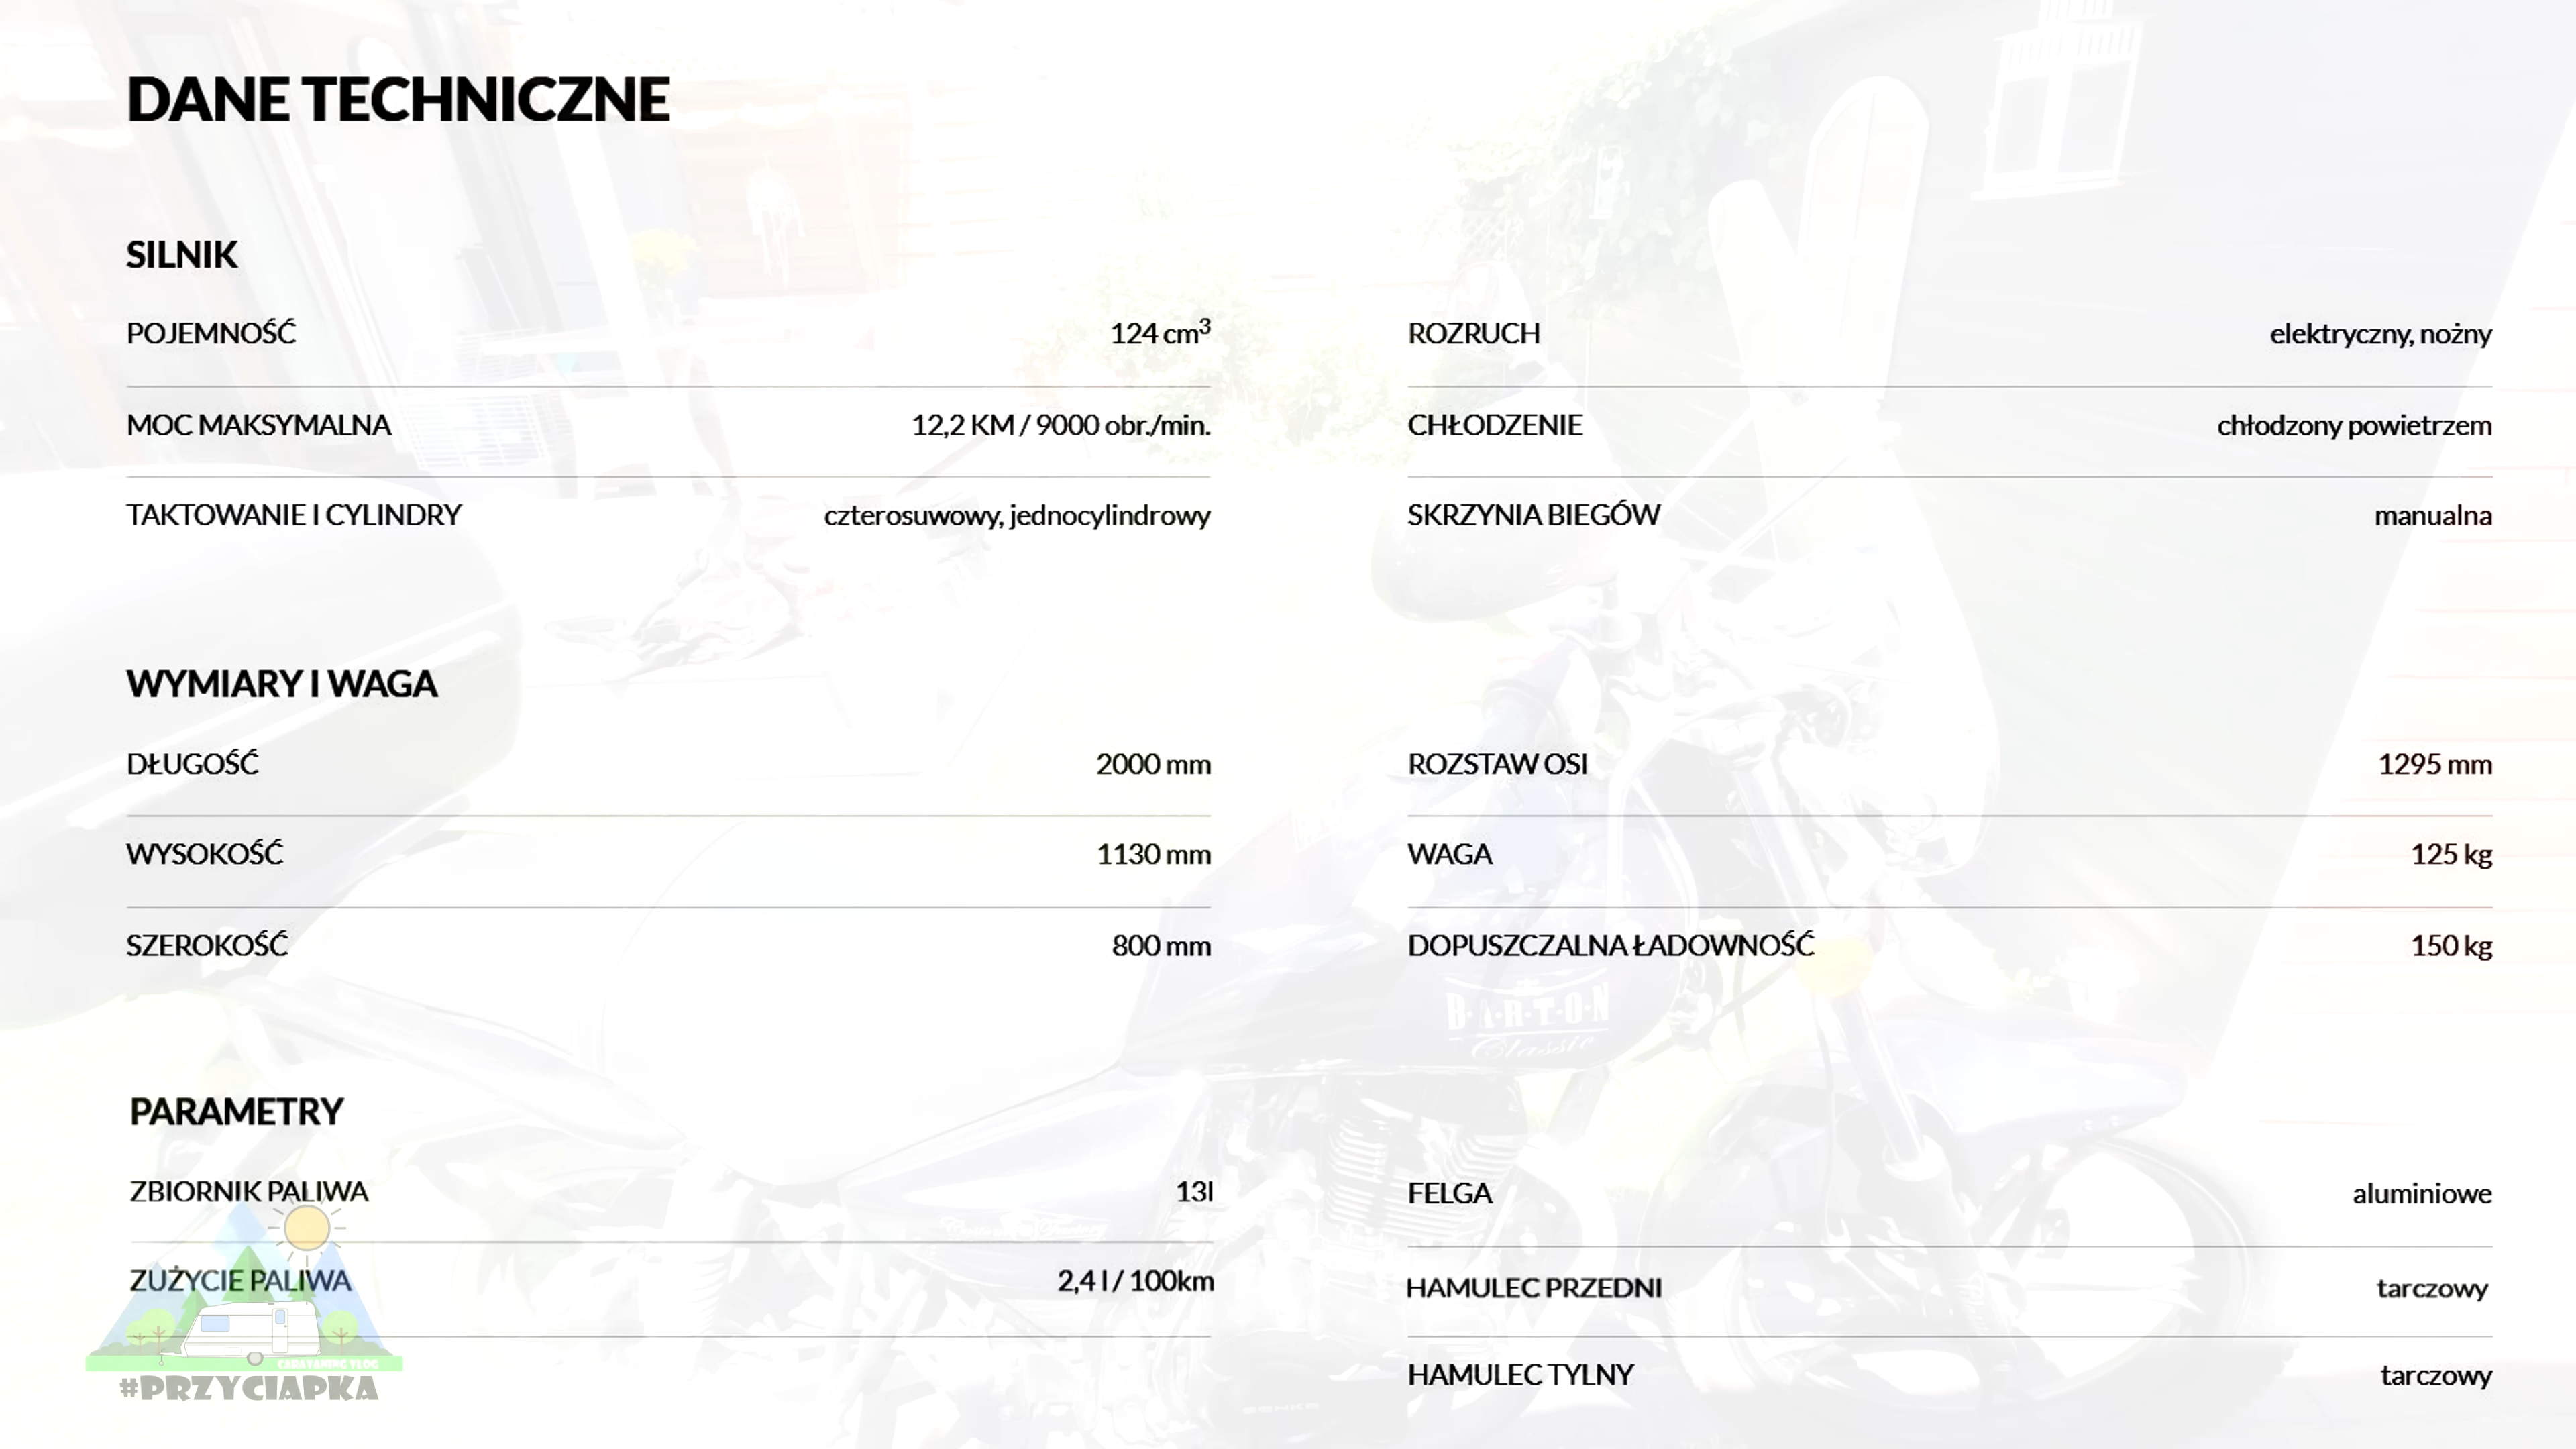 DANE TECHNICZNE
SILNIK
POJEMNOŚĆ 124 cm³
MOC MAKSYMALNA 12,2 KM / 9000 obr./min.
TAKTOWANIE I CYLINDRY czterosuwowy, jednocylindrowy
ROZRUCH elektryczny, nożny
CHŁODZENIE chłodzony powietrzem
SKRZYNIA BIEGÓW manualna
WYMIARY I WAGA
DŁUGOŚĆ 2000 mm
WYSOKOŚĆ 1130 mm
SZEROKOŚĆ 800 mm
ROZSTAW OSI 1295 mm
WAGA 125 kg
DOPUSZCZALNA ŁADOWNOŚĆ 150 kg
B·A·R·T·O·N
Classic
PARAMETRY
ZBIORNIK PALIWA 13l
ZUŻYCIE PALIWA 2,4 l / 100km
FELGA aluminiowe
HAMULEC PRZEDNI tarczowy
HAMULEC TYLNY tarczowy
CARAVANING VLOG
#PRZYCIAPKA